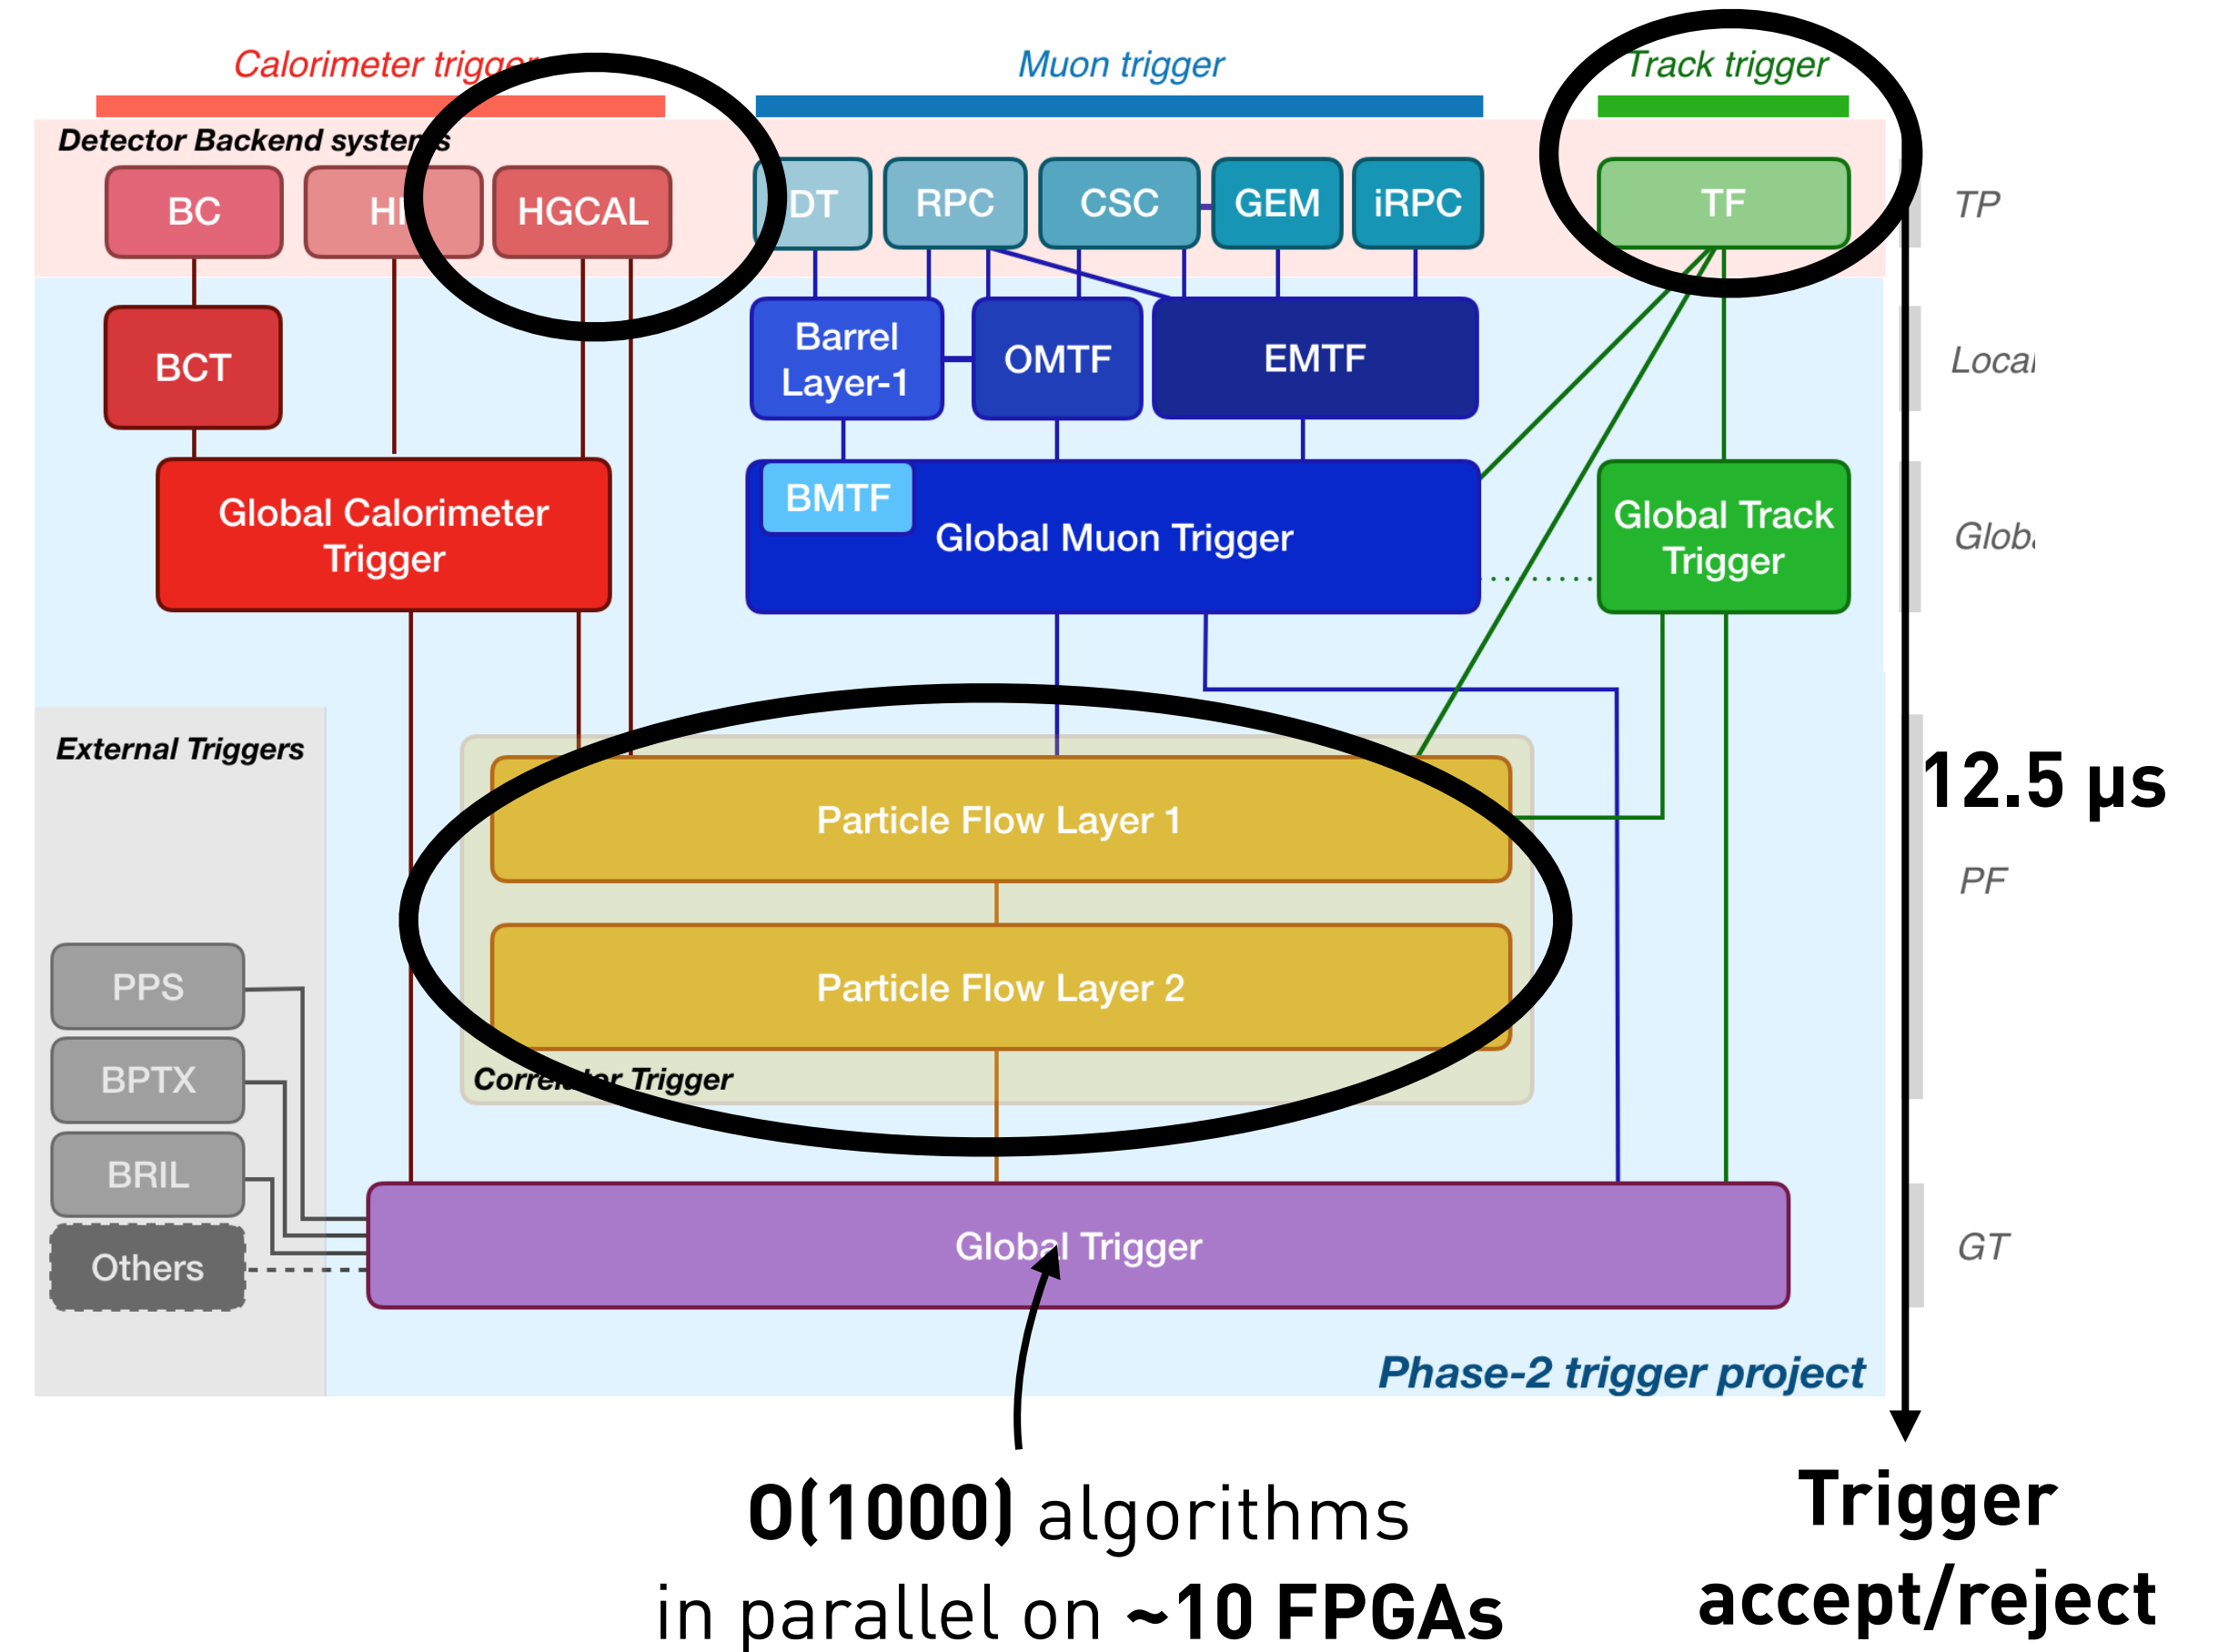 Calorimeter trigger
Muon trigger
Track trigger
Detector Backend systems
BC
HGCAL
DT
RPC
CSC
GEM
iRPC
TF
TP
BCT
Barrel
Layer-1
OMTF
EMTF
Local
Global Calorimeter
Trigger
BMTF
Global Muon Trigger
Global Track
Trigger
External Triggers
Particle Flow Layer 1
12.5 µs
PF
Particle Flow Layer 2
Correlator Trigger
PPS
BPTX
BRIL
Others
Global Trigger
GT
Phase-2 trigger project
O(1000) algorithms
in parallel on ~10 FPGAs
Trigger
accept/reject